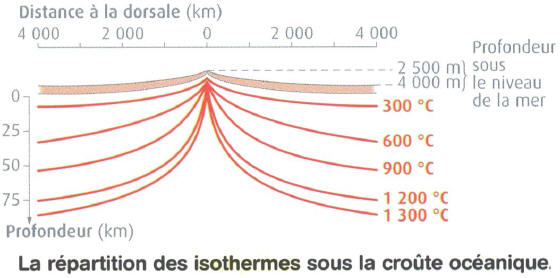 Distance à la dorsale (km)
4 000 2 000 0 2 000 4 000
2 500 m
4 000 m
Profondeur
sous
le niveau
de la mer
0
25
50
75
300 °C
600 °C
900 °C
1 200 °C
1 300 °C
Profondeur (km)
La répartition des isothermes sous la croûte océanique.